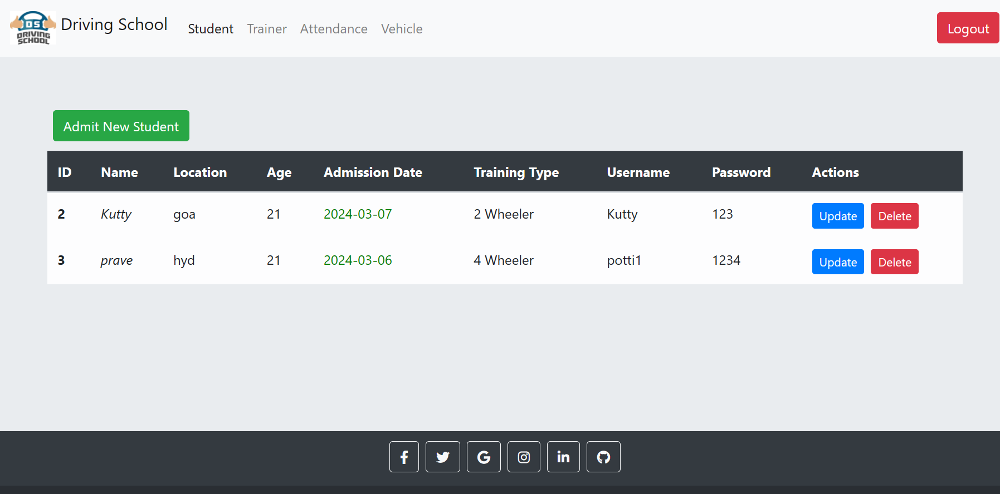 DS
DRIVING
SCHOOL
Driving School Student Trainer Attendance Vehicle Logout
Admit New Student
ID Name Location Age Admission Date Training Type Username Password Actions
2 Kutty goa 21 2024-03-07 2 Wheeler Kutty 123 Update Delete
3 prave hyd 21 2024-03-06 4 Wheeler potti1 1234 Update Delete